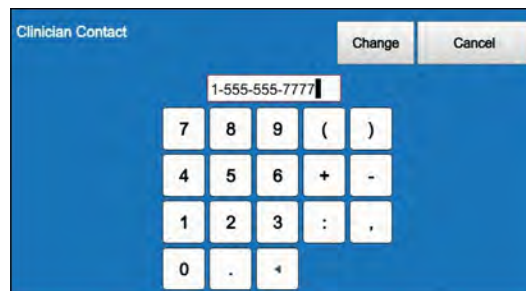 Clinician Contact
Change
Cancel
1-555-555-7777
7 8 9 ( )
4 5 6 + -
1 2 3 : ,
0 .